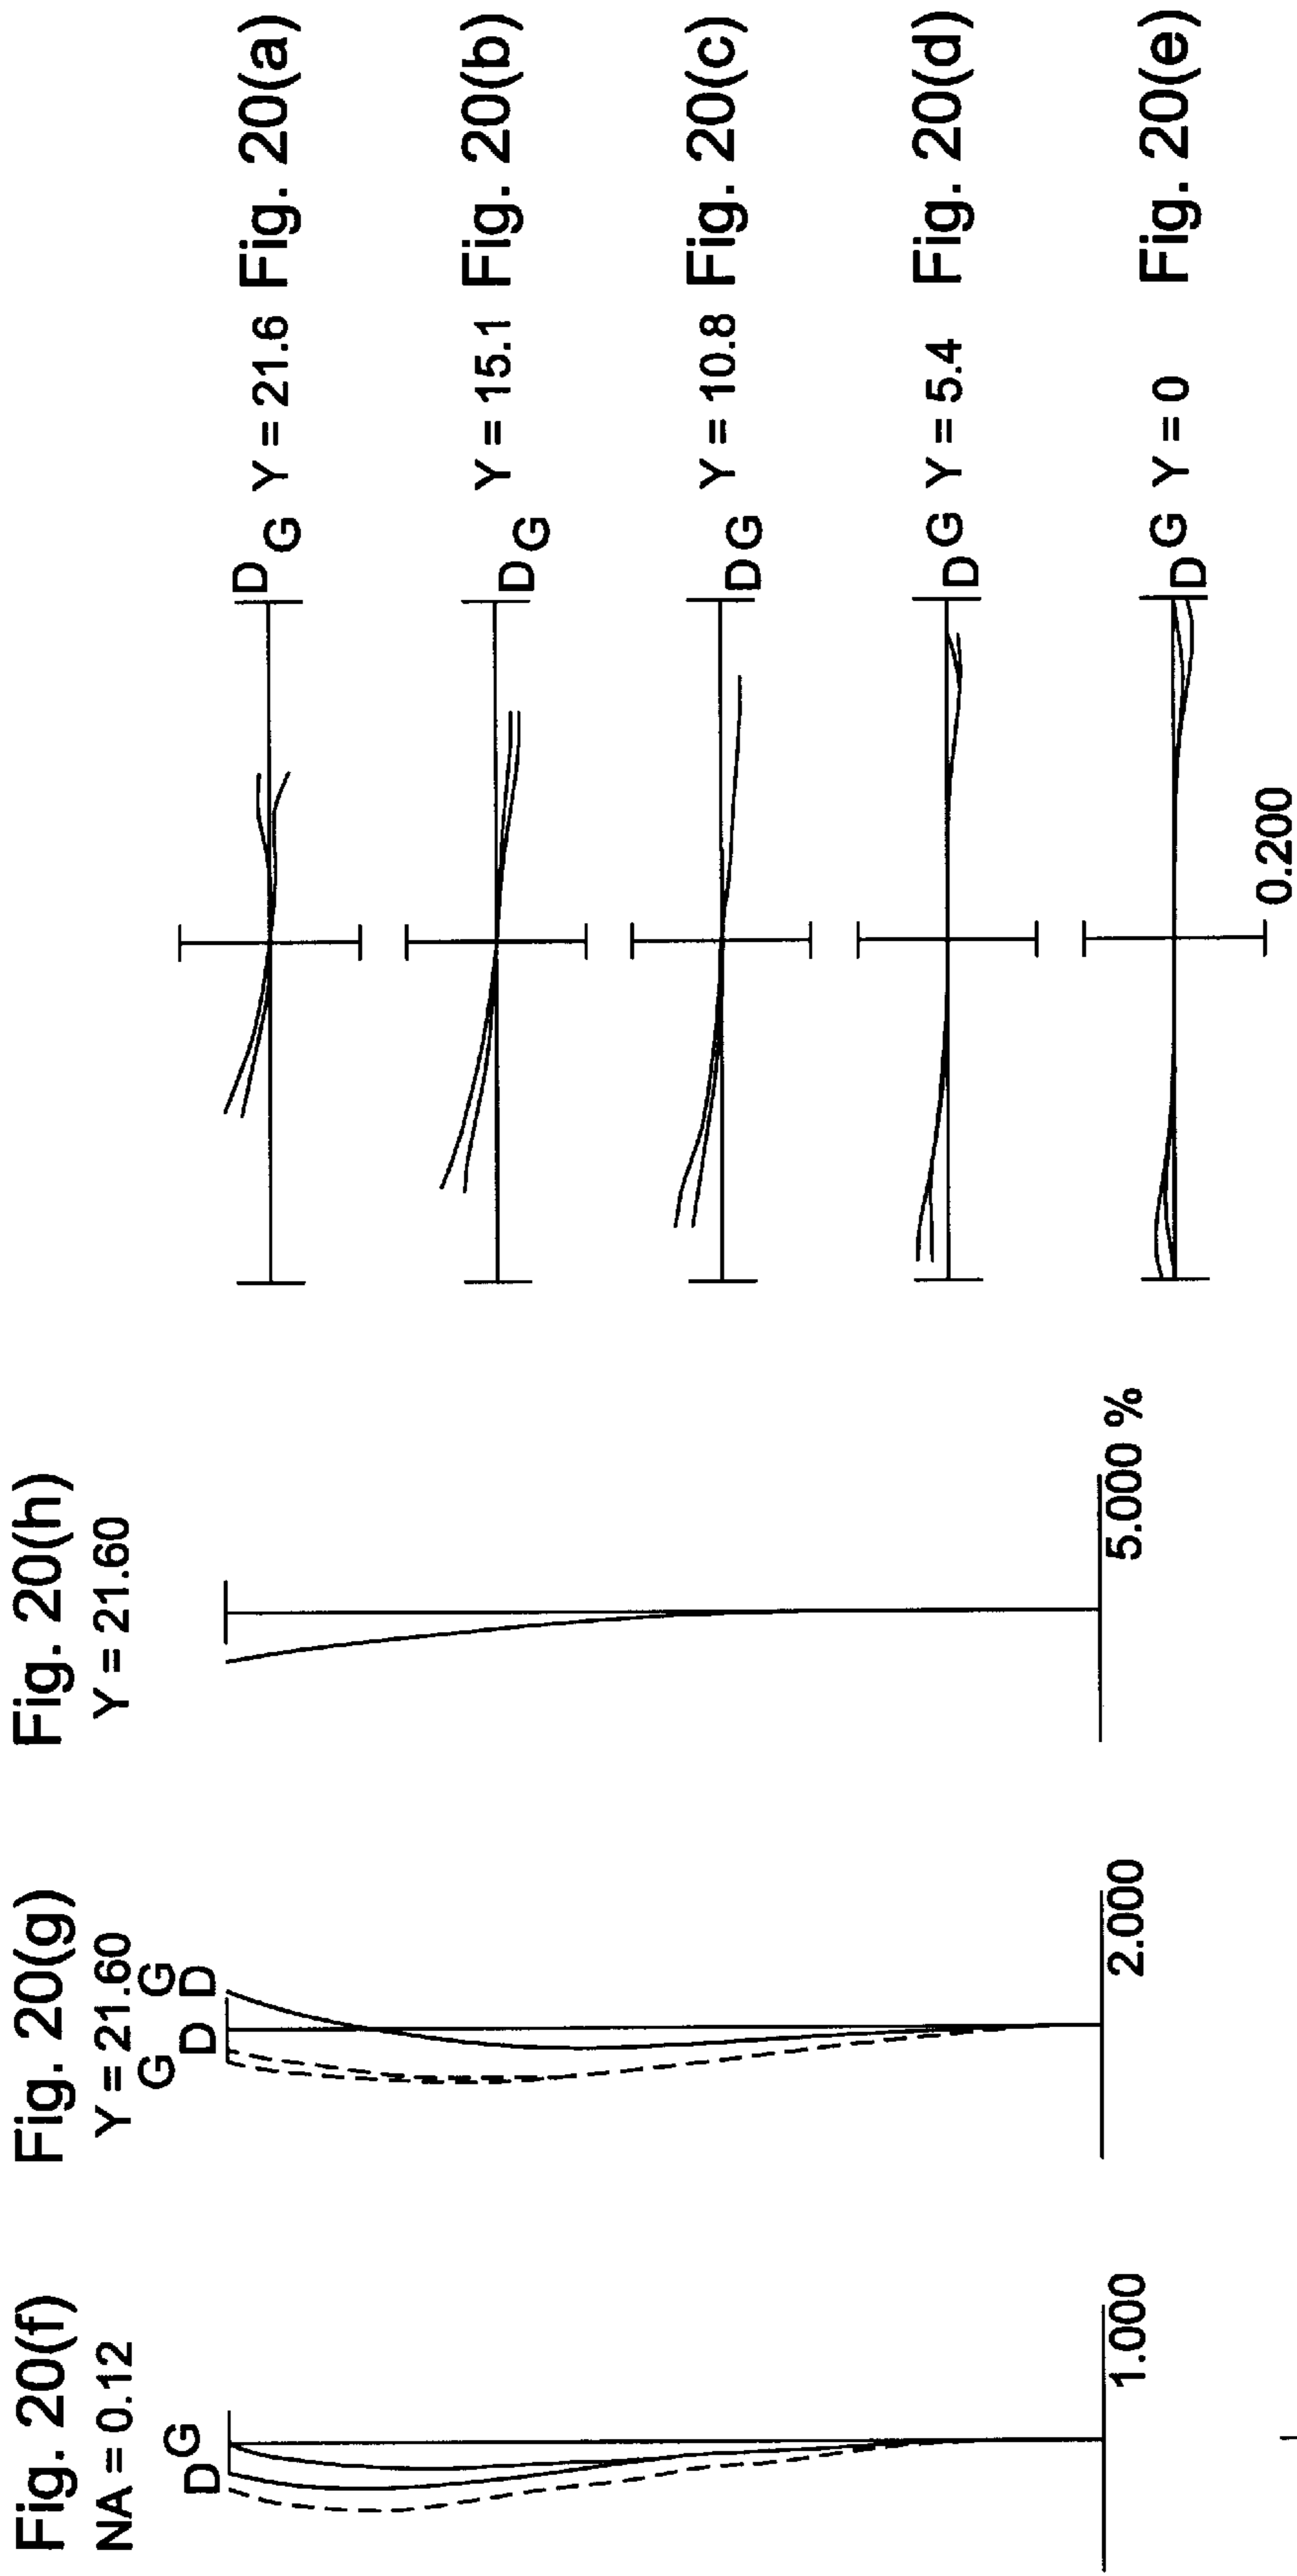 Fig. 20(f)
NA = 0.12
D G
1.000
Fig. 20(g)
Y = 21.60
G D G D
2.000
Fig. 20(h)
Y = 21.60
5.000 %
D G Y = 21.6 Fig. 20(a)
D G Y = 15.1 Fig. 20(b)
D G Y = 10.8 Fig. 20(c)
D G Y = 5.4 Fig. 20(d)
D G Y = 0 Fig. 20(e)
0.200